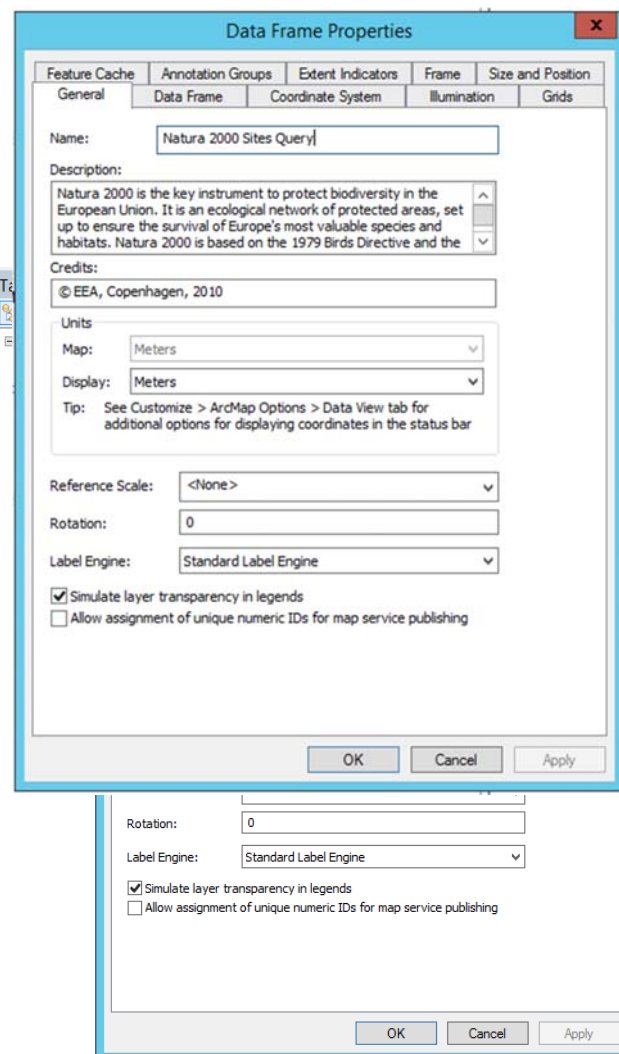 Data Frame Properties
x
Feature Cache Annotation Groups Extent Indicators Frame Size and Position
General Data Frame Coordinate System Illumination Grids
Name: Natura 2000 Sites Query
Description:
Natura 2000 is the key instrument to protect biodiversity in the
European Union. It is an ecological network of protected areas, set
up to ensure the survival of Europe's most valuable species and
habitats. Natura 2000 is based on the 1979 Birds Directive and the
Credits:
© EEA, Copenhagen, 2010
Units
Map: Meters
Display: Meters
Tip: See Customize > ArcMap Options > Data View tab for
additional options for displaying coordinates in the status bar
Reference Scale: <None>
Rotation: 0
Label Engine: Standard Label Engine
Simulate layer transparency in legends
Allow assignment of unique numeric IDs for map service publishing
OK Cancel Apply
Rotation: 0
Label Engine: Standard Label Engine
Simulate layer transparency in legends
Allow assignment of unique numeric IDs for map service publishing
OK Cancel Apply